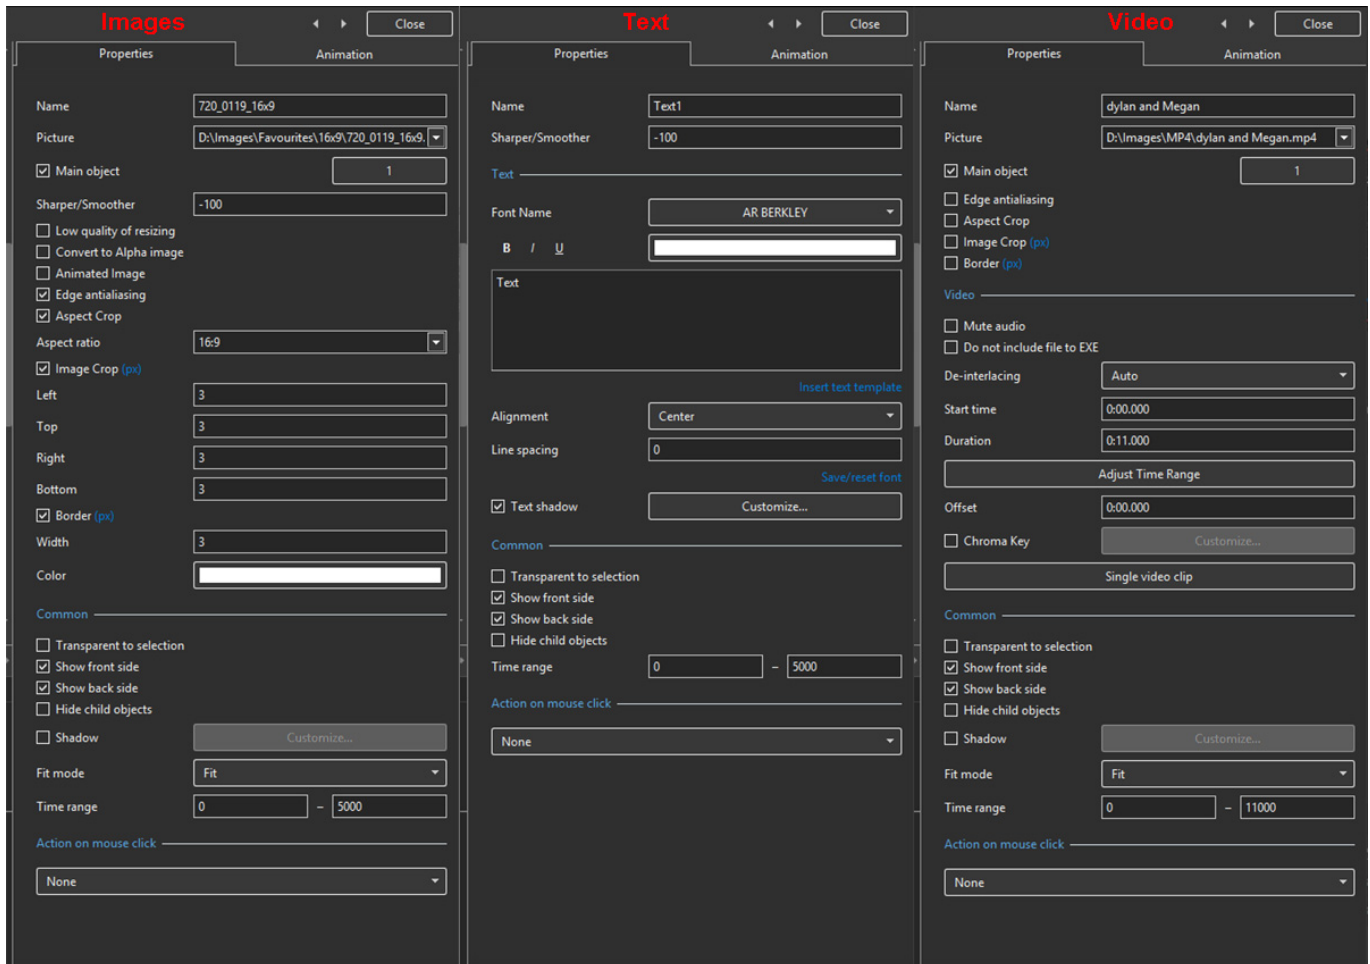 Images
Close
Properties
Animation
Name
720_0119_16x9
Picture
D:\Images\Favourites\16x9\720_0119_16x9.
Main object
1
Sharper/Smoother
-100
Low quality of resizing
Convert to Alpha image
Animated Image
Edge antialiasing
Aspect Crop
Aspect ratio
16:9
Image Crop (px)
Left
3
Top
3
Right
3
Bottom
3
Border (px)
Width
3
Color
Common
Transparent to selection
Show front side
Show back side
Hide child objects
Shadow
Customize...
Fit mode
Fit
Time range
0 – 5000
Action on mouse click
None
Text
Close
Properties
Animation
Name
Text1
Sharper/Smoother
-100
Text
Font Name
AR BERKLEY
B I U
Text
Insert text template
Alignment
Center
Line spacing
0
Save/reset font
Text shadow
Customize...
Common
Transparent to selection
Show front side
Show back side
Hide child objects
Time range
0 – 5000
Action on mouse click
None
Video
Close
Properties
Animation
Name
dylan and Megan
Picture
D:\Images\MP4\dylan and Megan.mp4
Main object
1
Edge antialiasing
Aspect Crop
Image Crop (px)
Border (px)
Video
Mute audio
Do not include file to EXE
De-interlacing
Auto
Start time
0:00.000
Duration
0:11.000
Adjust Time Range
Offset
0:00.000
Chroma Key
Customize...
Single video clip
Common
Transparent to selection
Show front side
Show back side
Hide child objects
Shadow
Customize...
Fit mode
Fit
Time range
0 – 11000
Action on mouse click
None